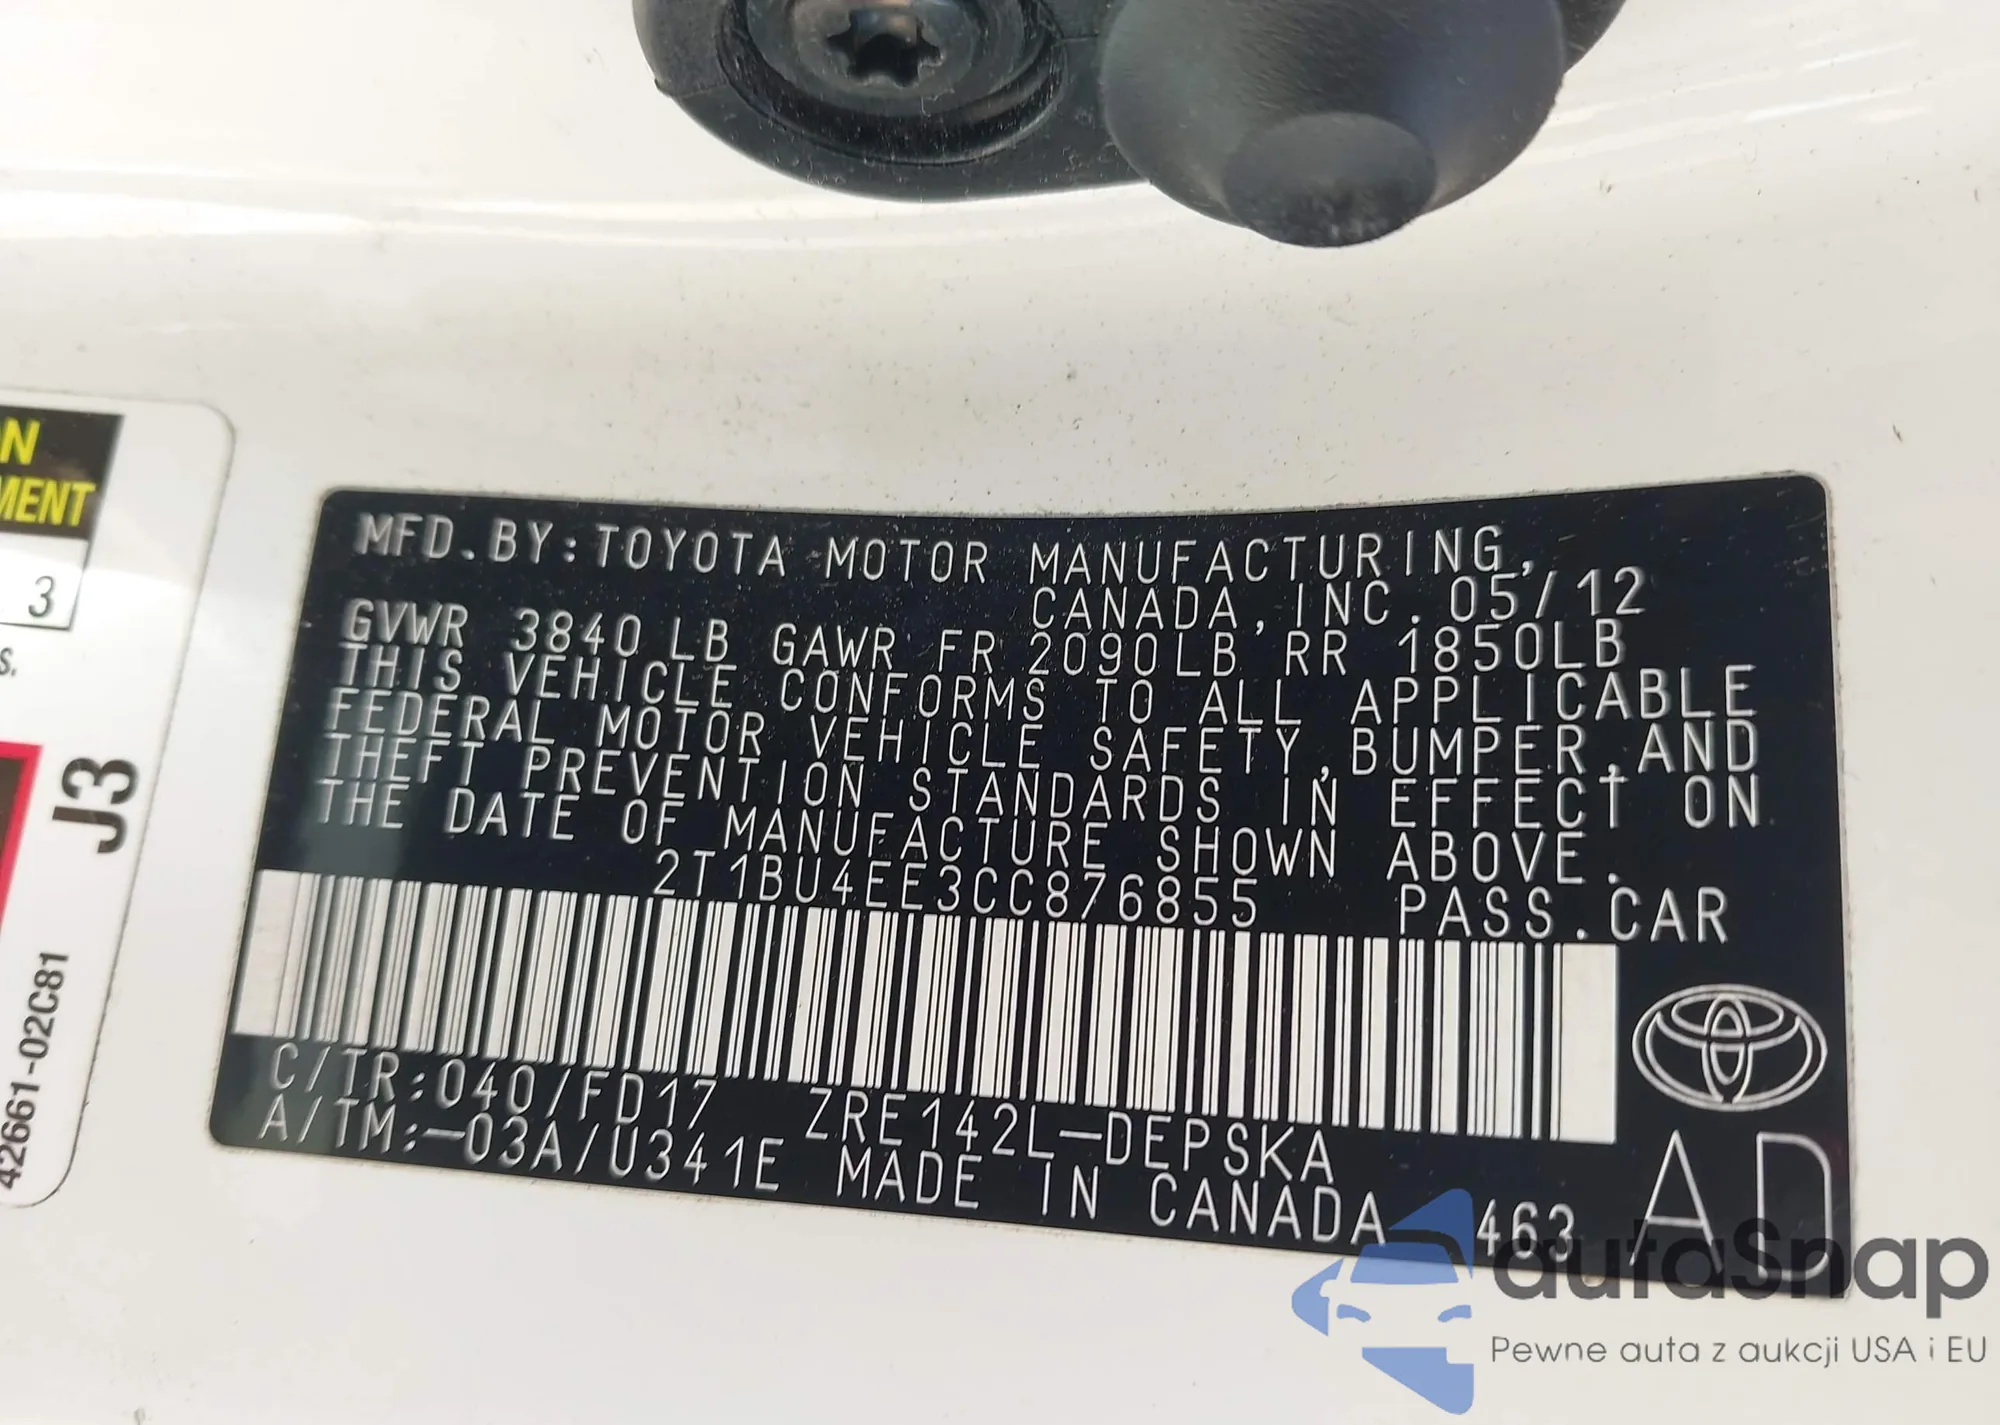 MFD.BY:TOYOTA MOTOR MANUFACTURING,
CANADA,INC.05/12
GVWR 3840LB GAWR FR 2090LB RR 1850LB
THIS VEHICLE CONFORMS TO ALL APPLICABLE
FEDERAL MOTOR VEHICLE SAFETY,BUMPER,AND
THEFT PREVENTION STANDARDS IN EFFECT ON
THE DATE OF MANUFACTURE SHOWN ABOVE.
2T1BU4EE3CC876855 PASS.CAR
C/TR:040/FD17 ZRE142L-DEPSKA
A/TM:-03A/U341E MADE IN CANADA 463
AD
ON
MENT
3
s.
J3
42661-02C81
autaSnap
Pewne auta z aukcji USA i EU